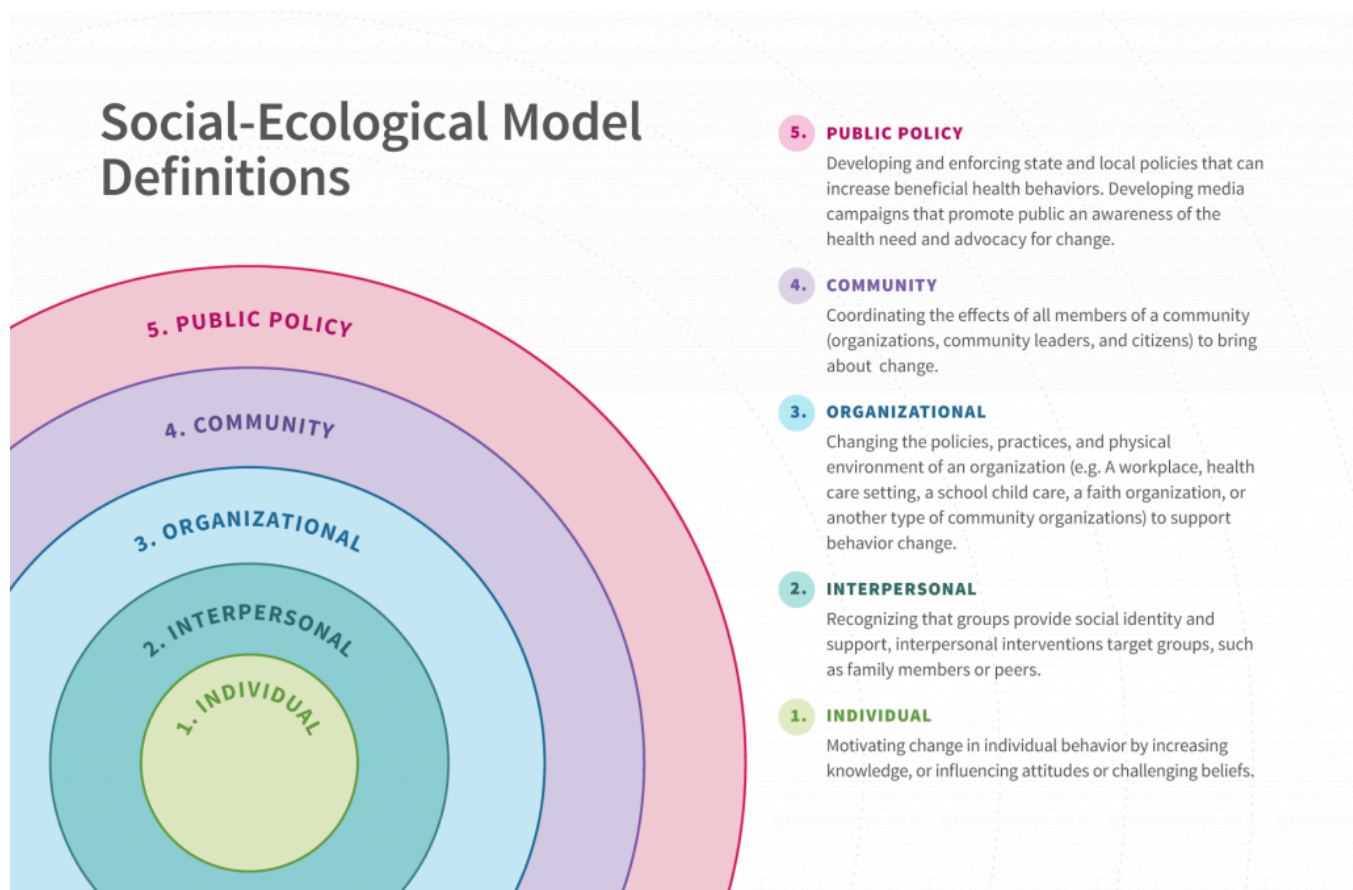 Social-Ecological Model
Definitions
5. PUBLIC POLICY
4. COMMUNITY
3. ORGANIZATIONAL
2. INTERPERSONAL
1. INDIVIDUAL
5. PUBLIC POLICY
Developing and enforcing state and local policies that can
increase beneficial health behaviors. Developing media
campaigns that promote public an awareness of the
health need and advocacy for change.
4. COMMUNITY
Coordinating the effects of all members of a community
(organizations, community leaders, and citizens) to bring
about change.
3. ORGANIZATIONAL
Changing the policies, practices, and physical
environment of an organization (e.g. A workplace, health
care setting, a school child care, a faith organization, or
another type of community organizations) to support
behavior change.
2. INTERPERSONAL
Recognizing that groups provide social identity and
support, interpersonal interventions target groups, such
as family members or peers.
1. INDIVIDUAL
Motivating change in individual behavior by increasing
knowledge, or influencing attitudes or challenging beliefs.